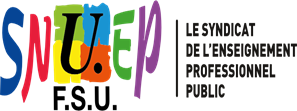 SNU.EP
F.S.U.
LE SYNDICAT
DE L'ENSEIGNEMENT
PROFESSIONNEL
PUBLIC